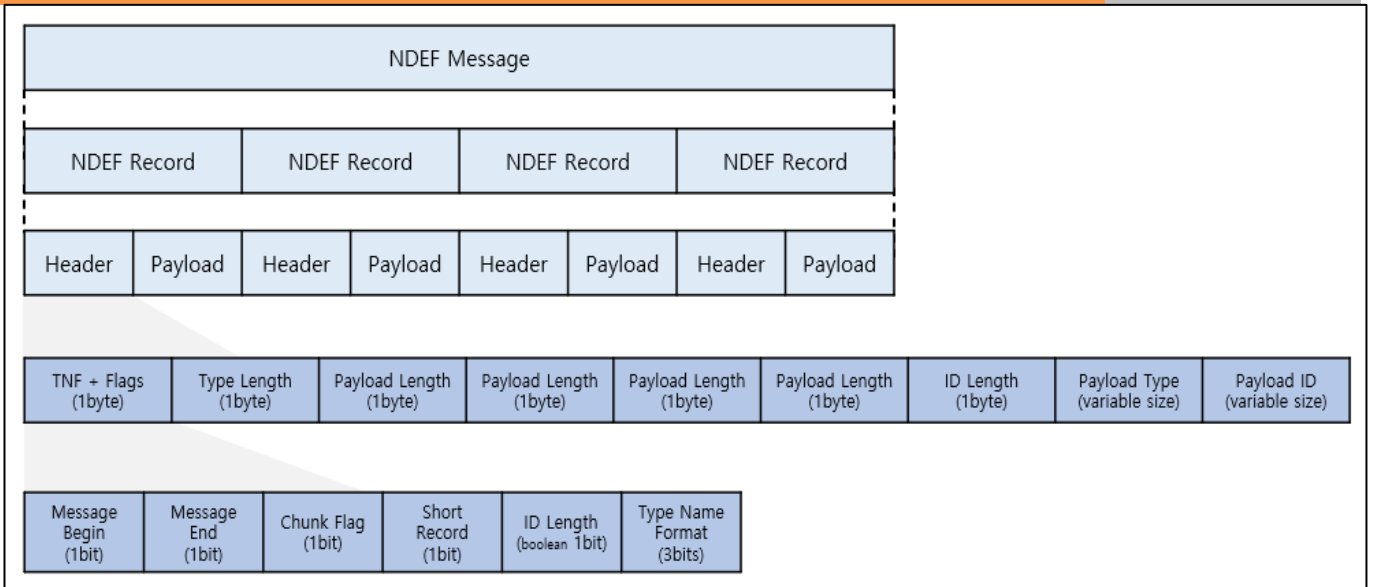 NDEF Message
NDEF Record NDEF Record NDEF Record NDEF Record
Header Payload Header Payload Header Payload Header Payload
TNF + Flags
(1byte)
Type Length
(1byte)
Payload Length
(1byte)
Payload Length
(1byte)
Payload Length
(1byte)
Payload Length
(1byte)
ID Length
(1byte)
Payload Type
(variable size)
Payload ID
(variable size)
Message
Begin
(1bit)
Message
End
(1bit)
Chunk Flag
(1bit)
Short
Record
(1bit)
ID Length
(boolean 1bit)
Type Name
Format
(3bits)